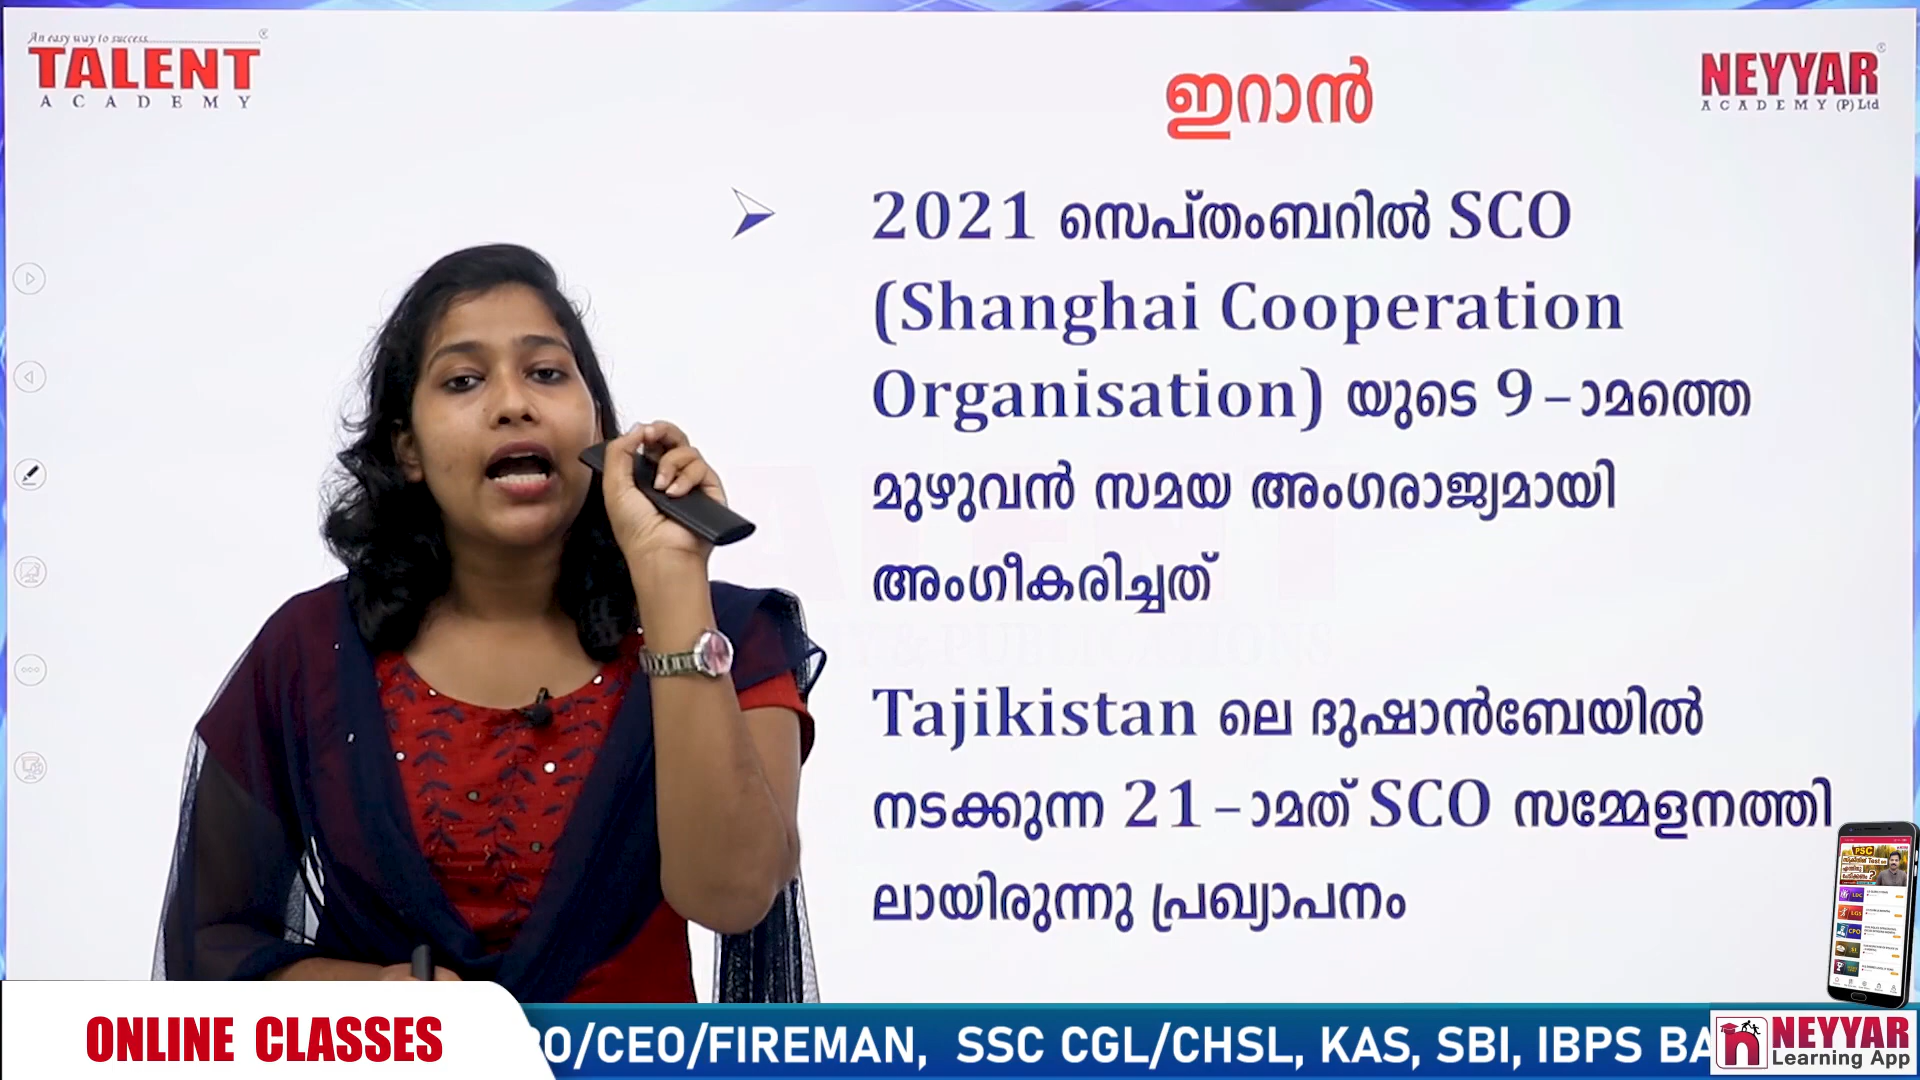 An easy way to success
TALENT
ACADEMY
ഇറാൻ
NEYYAR
ACADEMY (P) Ltd
2021 സെപ്തംബറിൽ SCO
(Shanghai Cooperation
Organisation) യുടെ 9-ാമത്തെ
മുഴുവൻ സമയ അംഗരാജ്യമായി
അംഗീകരിച്ചത്
Tajikistan ലെ ദുഷാൻബേയിൽ
നടക്കുന്ന 21-ാമത് SCO സമ്മേളനത്തി
ലായിരുന്നു പ്രഖ്യാപനം
ONLINE CLASSES
O/CEO/FIREMAN, SSC CGL/CHSL, KAS, SBI, IBPS BA
NEYYAR
Learning App